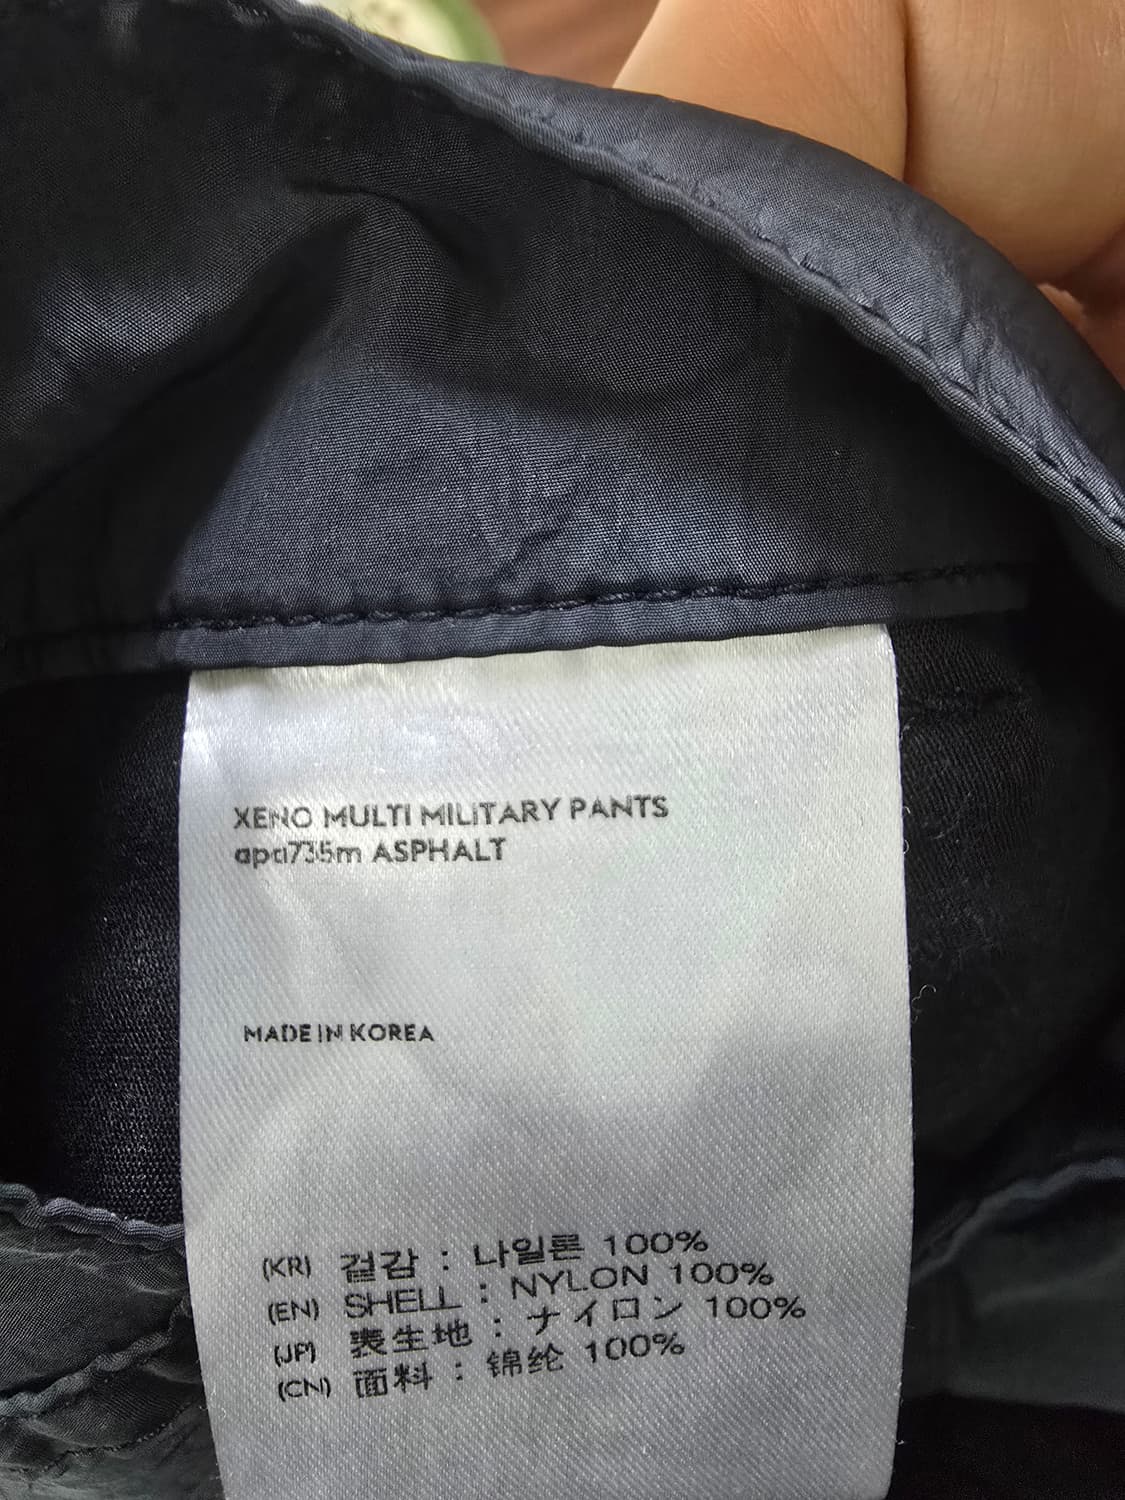 XENO MULTI MILITARY PANTS
apa735m ASPHALT
MADE IN KOREA
(KR) 겉감 : 나일론 100%
(EN) SHELL : NYLON 100%
(JP) 表生地 : ナイロン 100%
(CN) 面料 : 锦纶 100%